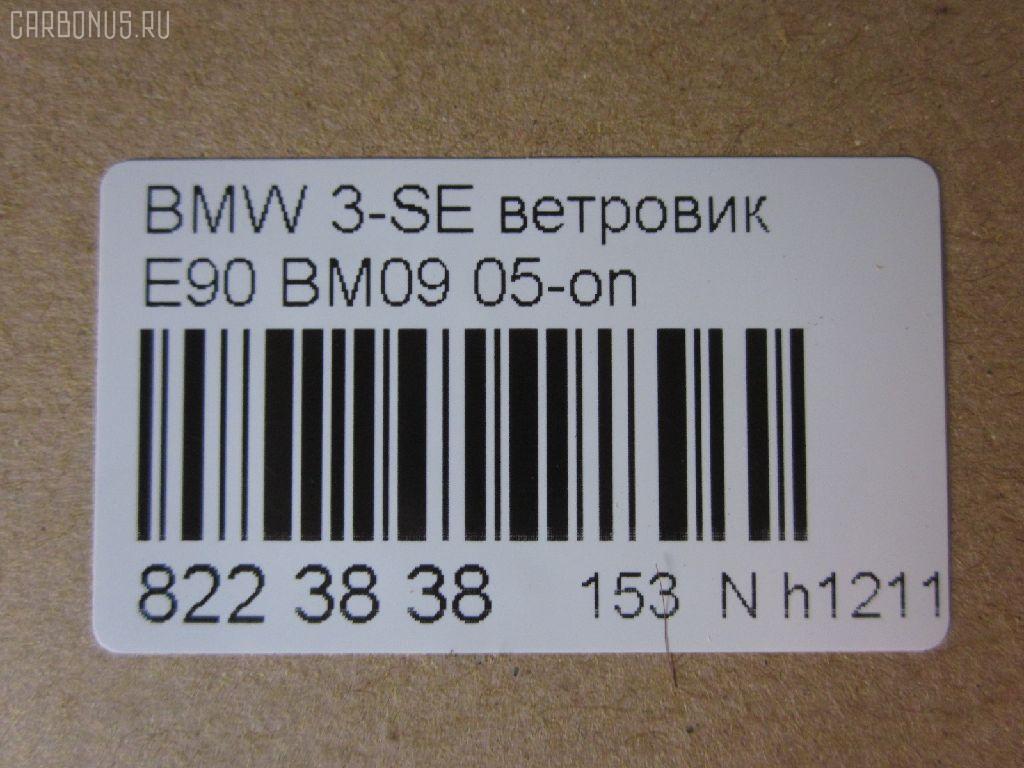 CARBONUS.RU
BMW 3-SE ветровик
E90 BM09 05-on
822 38 38 153 N h1211